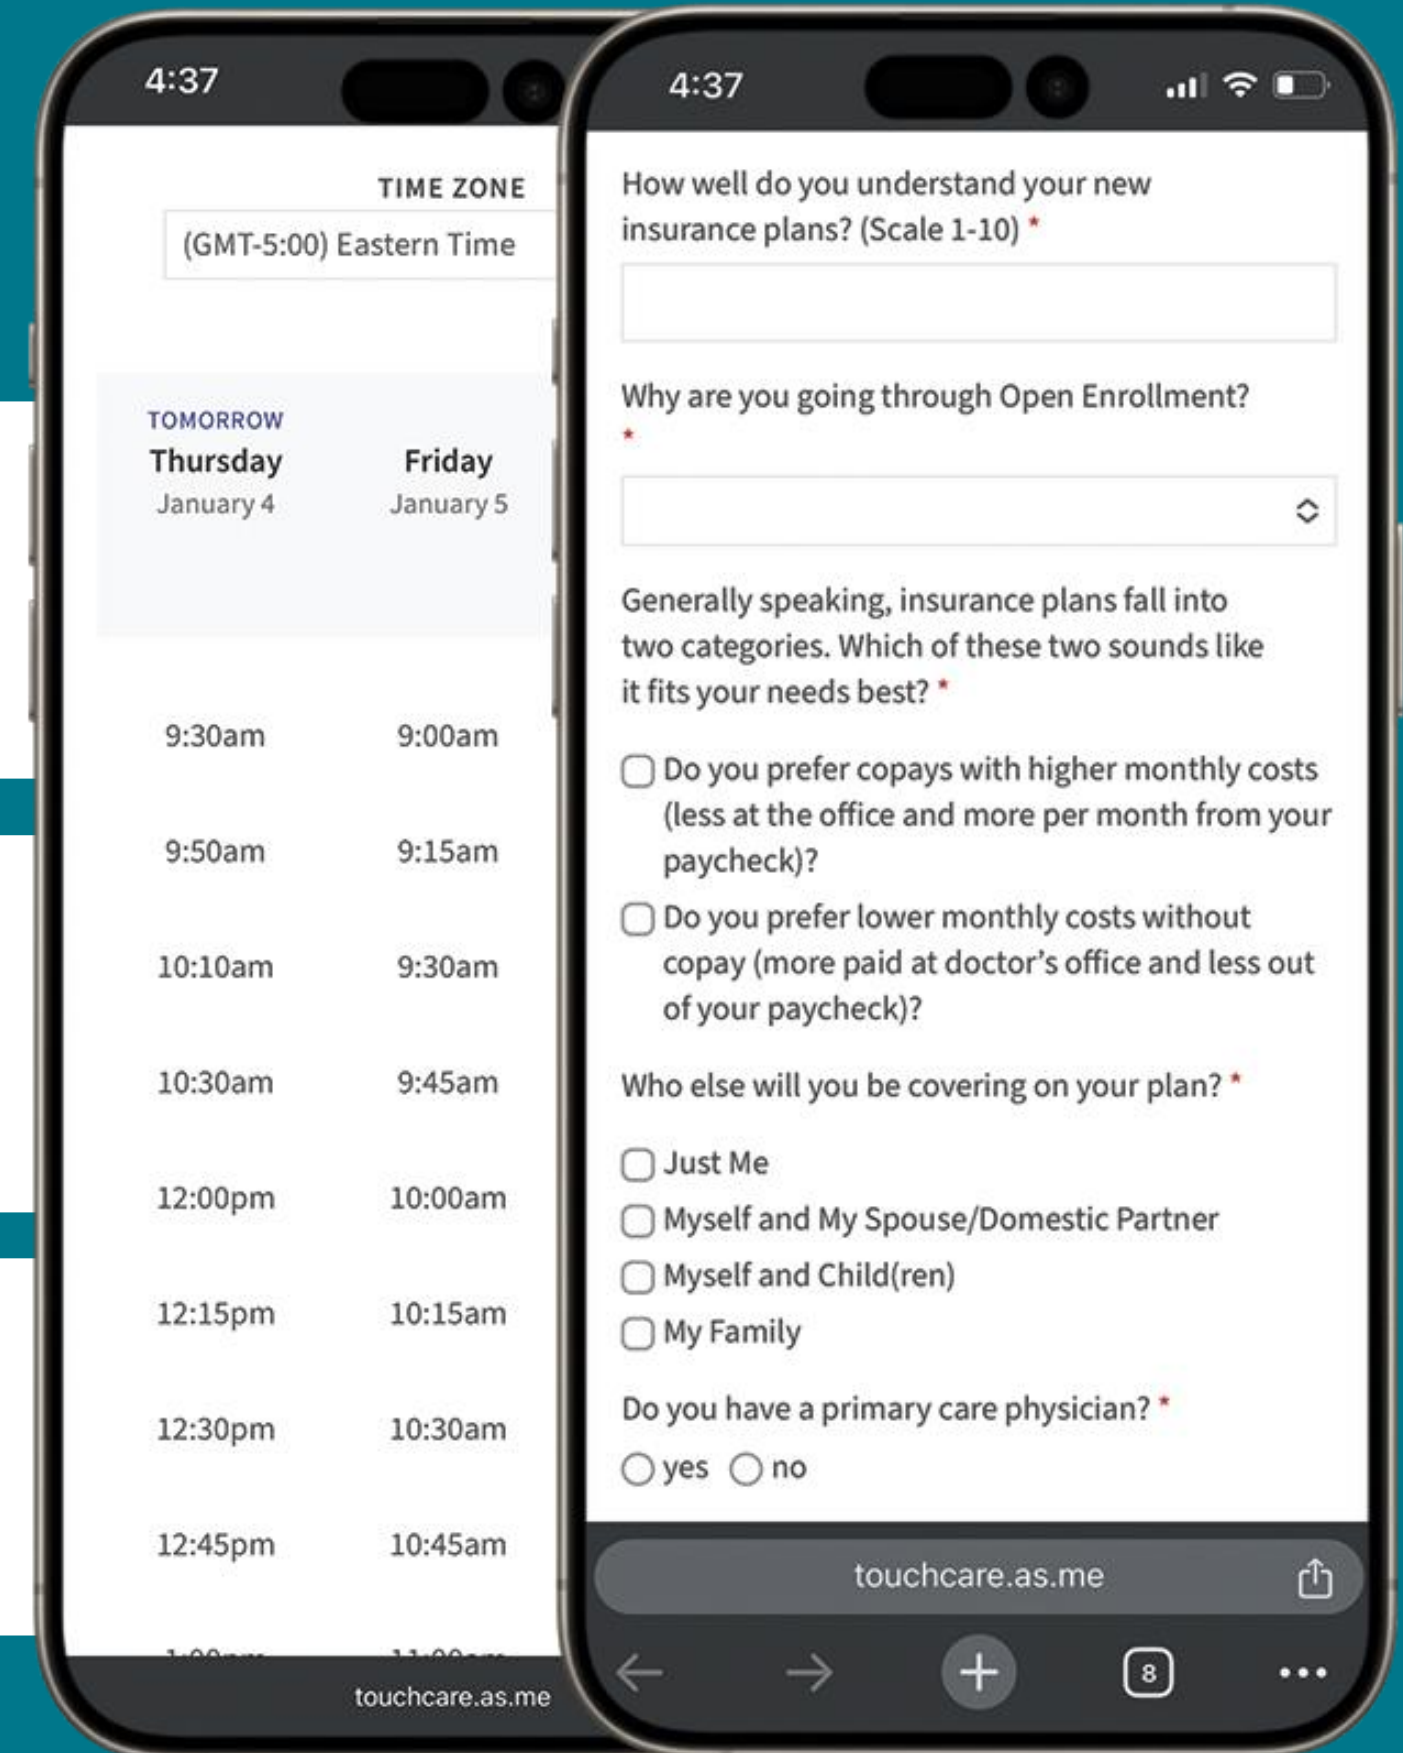 4:37
TIME ZONE
(GMT-5:00) Eastern Time
TOMORROW
Thursday
January 4
Friday
January 5
9:30am 9:00am
9:50am 9:15am
10:10am 9:30am
10:30am 9:45am
12:00pm 10:00am
12:15pm 10:15am
12:30pm 10:30am
12:45pm 10:45am
1:00pm 11:00am
touchcare.as.me
4:37
How well do you understand your new
insurance plans? (Scale 1-10) *
Why are you going through Open Enrollment?
*
Generally speaking, insurance plans fall into
two categories. Which of these two sounds like
it fits your needs best? *
Do you prefer copays with higher monthly costs
(less at the office and more per month from your
paycheck)?
Do you prefer lower monthly costs without
copay (more paid at doctor's office and less out
of your paycheck)?
Who else will you be covering on your plan? *
Just Me
Myself and My Spouse/Domestic Partner
Myself and Child(ren)
My Family
Do you have a primary care physician? *
yes no
touchcare.as.me
8